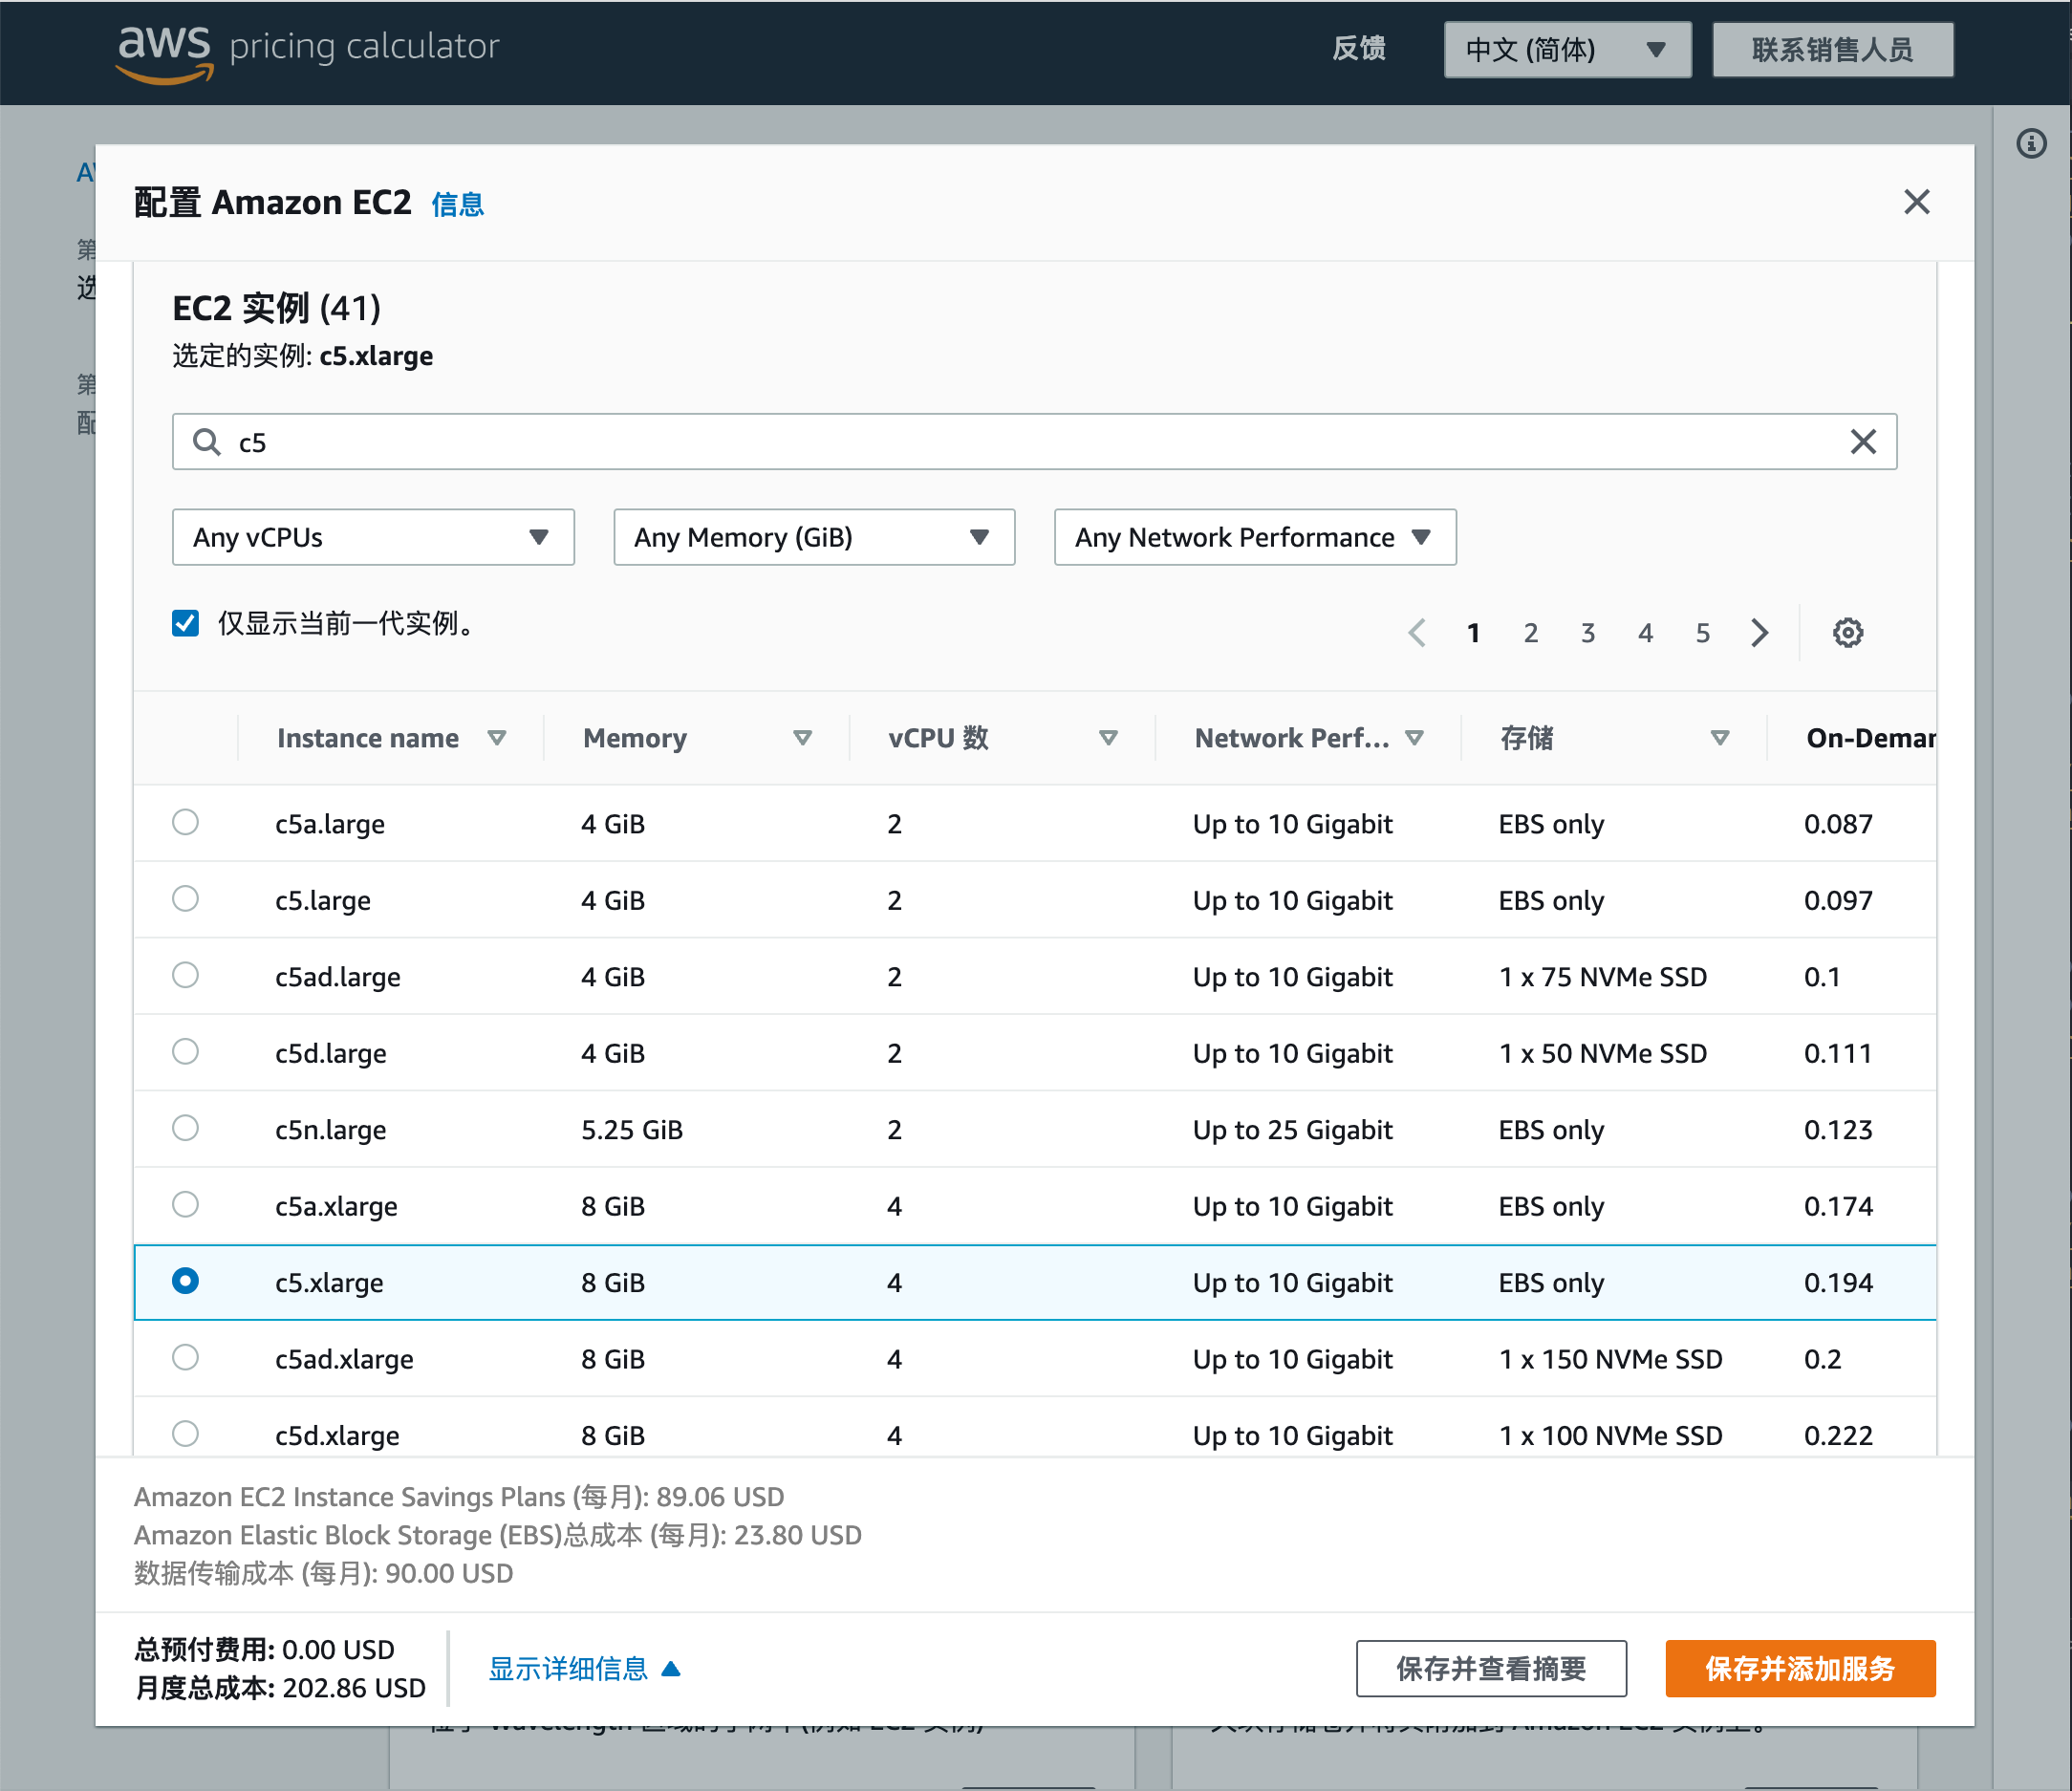 aws pricing calculator
反馈
中文 (简体)
联系销售人员
配置 Amazon EC2 信息
第
选
第
配
EC2 实例 (41)
选定的实例: c5.xlarge
c5
Any vCPUs
Any Memory (GiB)
Any Network Performance
仅显示当前一代实例。
1 2 3 4 5
Instance name Memory vCPU 数 Network Perf... 存储 On-Demar
c5a.large 4 GiB 2 Up to 10 Gigabit EBS only 0.087
c5.large 4 GiB 2 Up to 10 Gigabit EBS only 0.097
c5ad.large 4 GiB 2 Up to 10 Gigabit 1 x 75 NVMe SSD 0.1
c5d.large 4 GiB 2 Up to 10 Gigabit 1 x 50 NVMe SSD 0.111
c5n.large 5.25 GiB 2 Up to 25 Gigabit EBS only 0.123
c5a.xlarge 8 GiB 4 Up to 10 Gigabit EBS only 0.174
c5.xlarge 8 GiB 4 Up to 10 Gigabit EBS only 0.194
c5ad.xlarge 8 GiB 4 Up to 10 Gigabit 1 x 150 NVMe SSD 0.2
c5d.xlarge 8 GiB 4 Up to 10 Gigabit 1 x 100 NVMe SSD 0.222
Amazon EC2 Instance Savings Plans (每月): 89.06 USD
Amazon Elastic Block Storage (EBS)总成本 (每月): 23.80 USD
数据传输成本 (每月): 90.00 USD
总预付费用: 0.00 USD
月度总成本: 202.86 USD
显示详细信息
保存并查看摘要
保存并添加服务